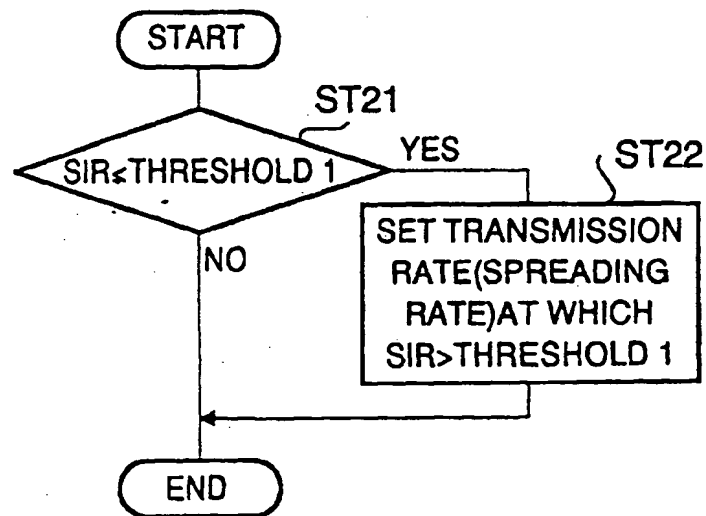 START
ST21
SIR≤THRESHOLD 1
YES
ST22
SET TRANSMISSION
RATE(SPREADING
RATE)AT WHICH
SIR>THRESHOLD 1
NO
END